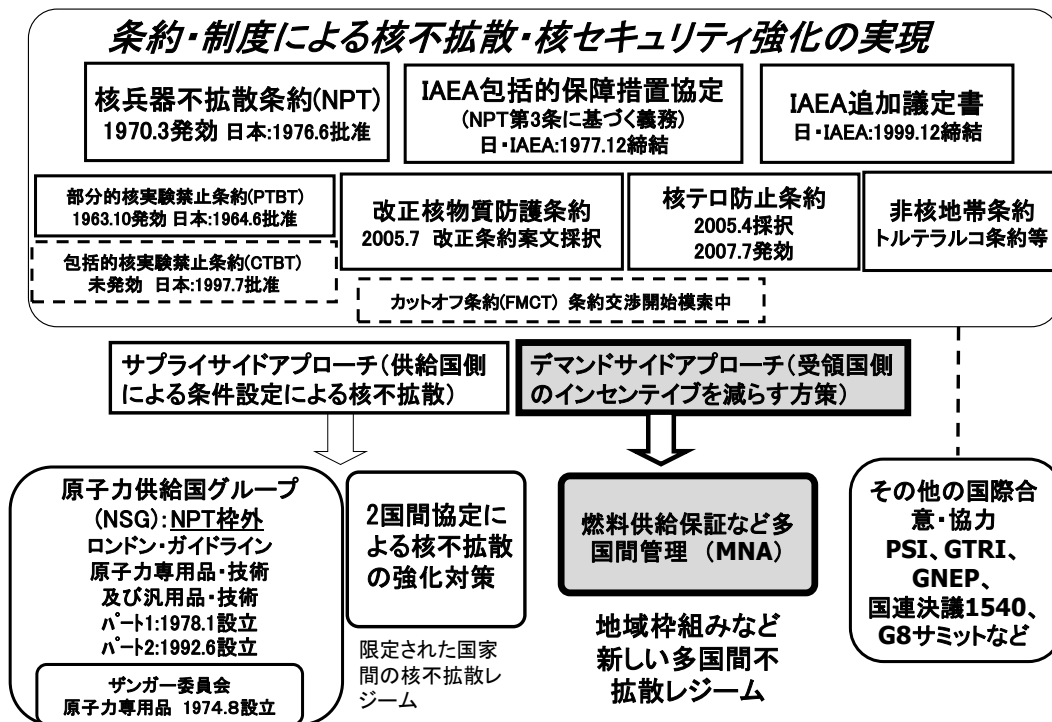 条約・制度による核不拡散・核セキュリティ強化の実現
核兵器不拡散条約(NPT)
1970.3発効 日本:1976.6批准
IAEA包括的保障措置協定
(NPT第3条に基づく義務)
日・IAEA:1977.12締結
IAEA追加議定書
日・IAEA:1999.12締結
部分的核実験禁止条約(PTBT)
1963.10発効 日本:1964.6批准
包括的核実験禁止条約(CTBT)
未発効 日本:1997.7批准
改正核物質防護条約
2005.7 改正条約案文採択
核テロ防止条約
2005.4採択
2007.7発効
非核地帯条約
トルテラルコ条約等
カットオフ条約(FMCT) 条約交渉開始模索中
サプライサイドアプローチ(供給国側
による条件設定による核不拡散)
デマンドサイドアプローチ(受領国側
のインセンテイブを減らす方策)
原子力供給国グループ
(NSG):NPT枠外
ロンドン・ガイドライン
原子力専用品・技術
及び汎用品・技術
パート1:1978.1設立
パート2:1992.6設立
ザンガー委員会
原子力専用品 1974.8設立
2国間協定に
よる核不拡散
の強化対策
限定された国家
間の核不拡散レ
ジーム
燃料供給保証など多
国間管理 (MNA)
地域枠組みなど
新しい多国間不
拡散レジーム
その他の国際合
意・協力
PSI、GTRI、
GNEP、
国連決議1540、
G8サミットなど